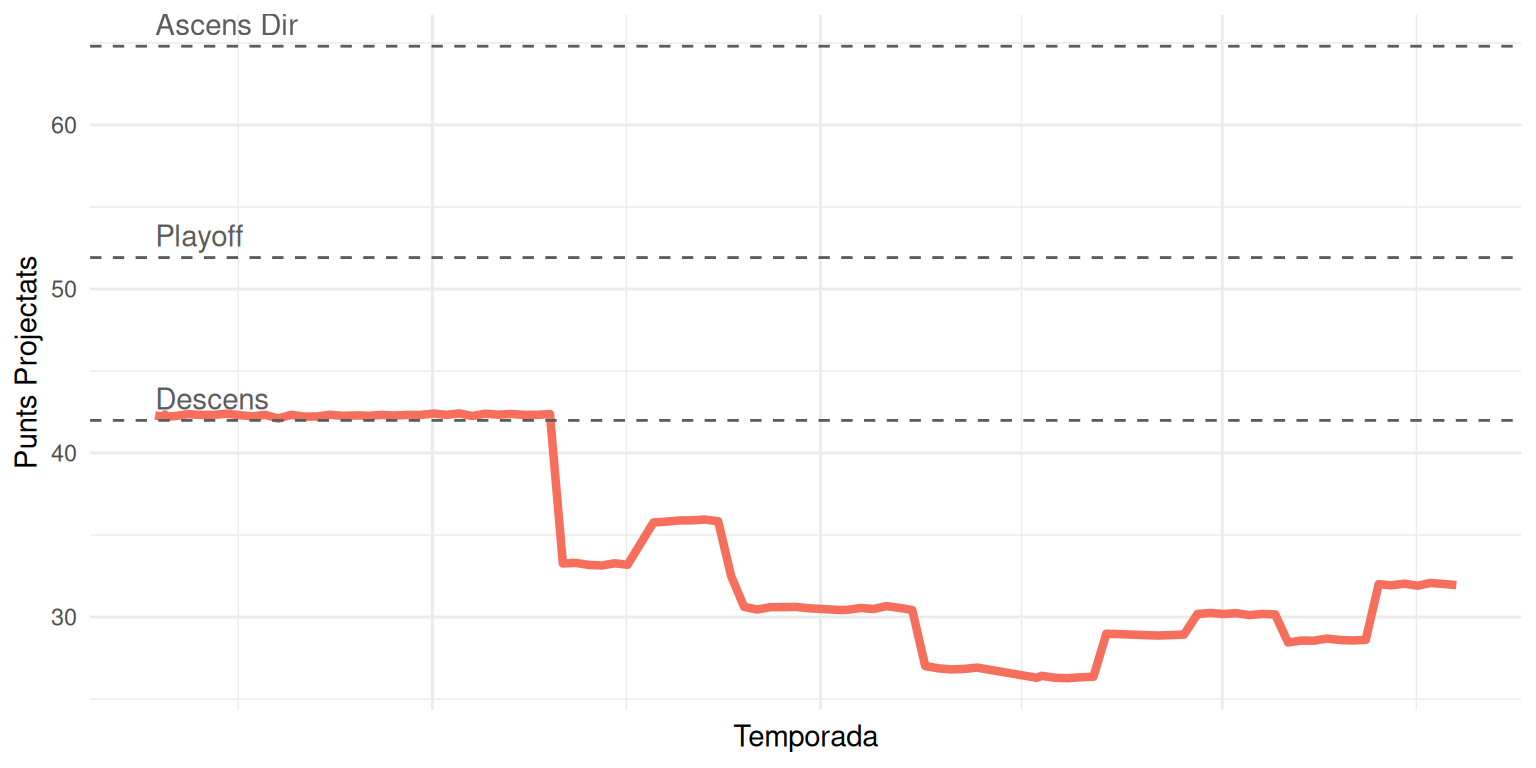 Ascens Dir
60
Playoff
50
Descens
40
30
Punts Projectats
Temporada